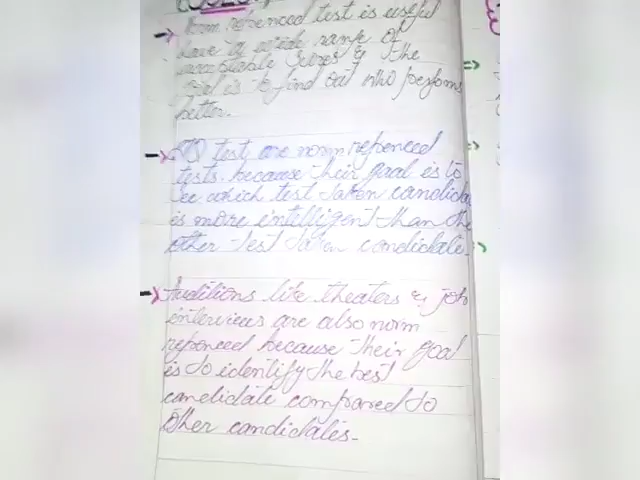 Norm referenced test is useful
have a wide range of
acceptable scores & the
goal is to find out who performs
better.
IQ test are norm referenced
tests because their goal is to
see which test taken candida
is more intelligent than the
other test taken candidate.
Auditions like theaters & job
interviews are also norm
referenced because their goal
is to identify the best
candidate compared to
other candidates.